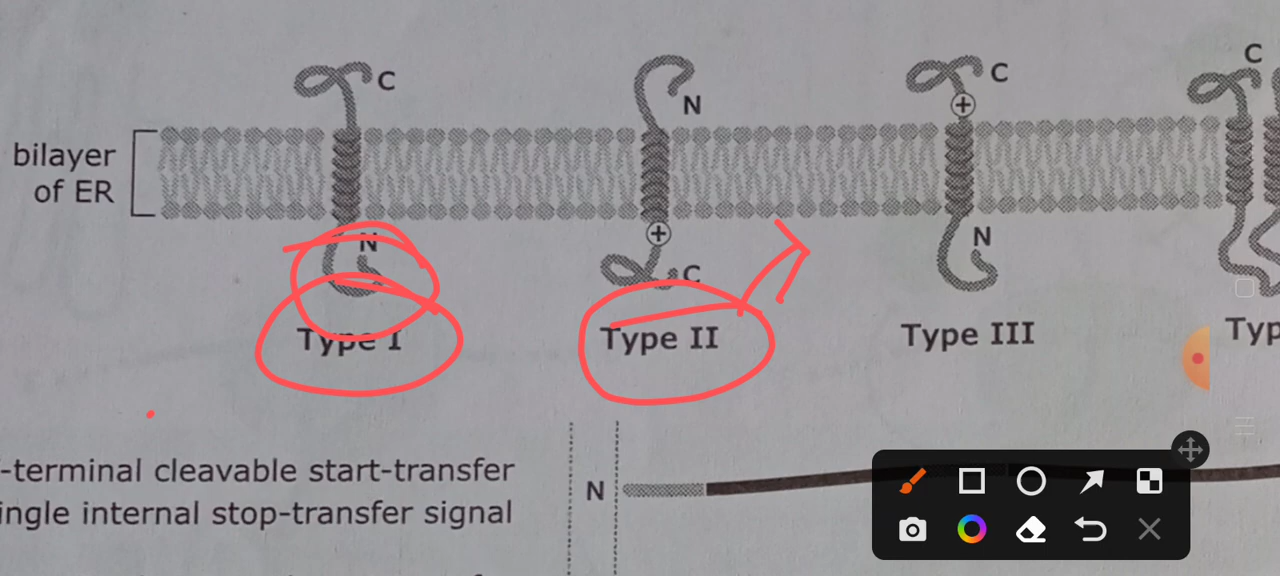 C
N
C
C
+
bilayer
of ER
N
+
C
N
Type I
Type II
Type III
-terminal cleavable start-transfer
ingle internal stop-transfer signal
N